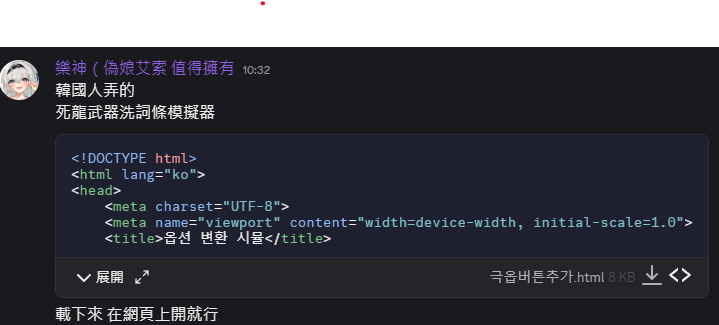 樂神 ( 偽娘艾索 值得擁有 10:32
韓國人弄的
死龍武器洗詞條模擬器
<!DOCTYPE html>
<html lang="ko">
<head>
    <meta charset="UTF-8">
    <meta name="viewport" content="width=device-width, initial-scale=1.0">
    <title>옵션 변환 시뮬</title>
展開 극옵버튼추가.html 8 KB
載下來 在網頁上開就行